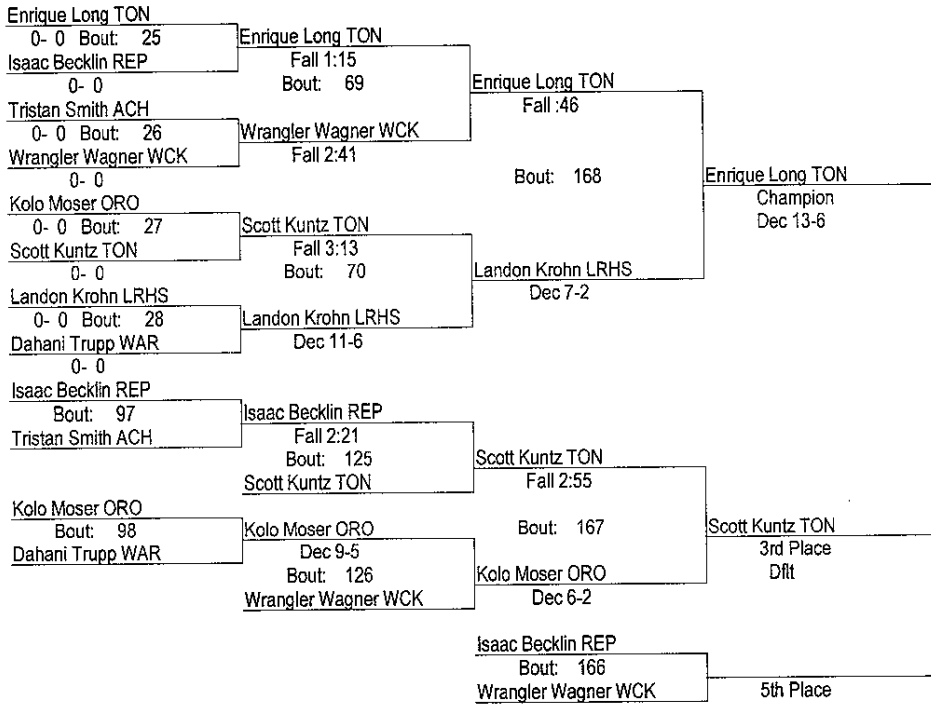 Enrique Long TON
0- 0 Bout: 25
Isaac Becklin REP
0- 0
Tristan Smith ACH
0- 0 Bout: 26
Wrangler Wagner WCK
0- 0
Kolo Moser ORO
0- 0 Bout: 27
Scott Kuntz TON
0- 0
Landon Krohn LRHS
0- 0 Bout: 28
Dahani Trupp WAR
0- 0
Enrique Long TON
Fall 1:15
Bout: 69
Wrangler Wagner WCK
Fall 2:41
Scott Kuntz TON
Fall 3:13
Bout: 70
Landon Krohn LRHS
Dec 11-6
Enrique Long TON
Fall :46
Bout: 168
Landon Krohn LRHS
Dec 7-2
Enrique Long TON
Champion
Dec 13-6
Isaac Becklin REP
Bout: 97
Tristan Smith ACH
Kolo Moser ORO
Bout: 98
Dahani Trupp WAR
Isaac Becklin REP
Fall 2:21
Bout: 125
Scott Kuntz TON
Kolo Moser ORO
Dec 9-5
Bout: 126
Wrangler Wagner WCK
Scott Kuntz TON
Fall 2:55
Bout: 167
Kolo Moser ORO
Dec 6-2
Scott Kuntz TON
3rd Place
Dflt
Isaac Becklin REP
Bout: 166
Wrangler Wagner WCK
5th Place